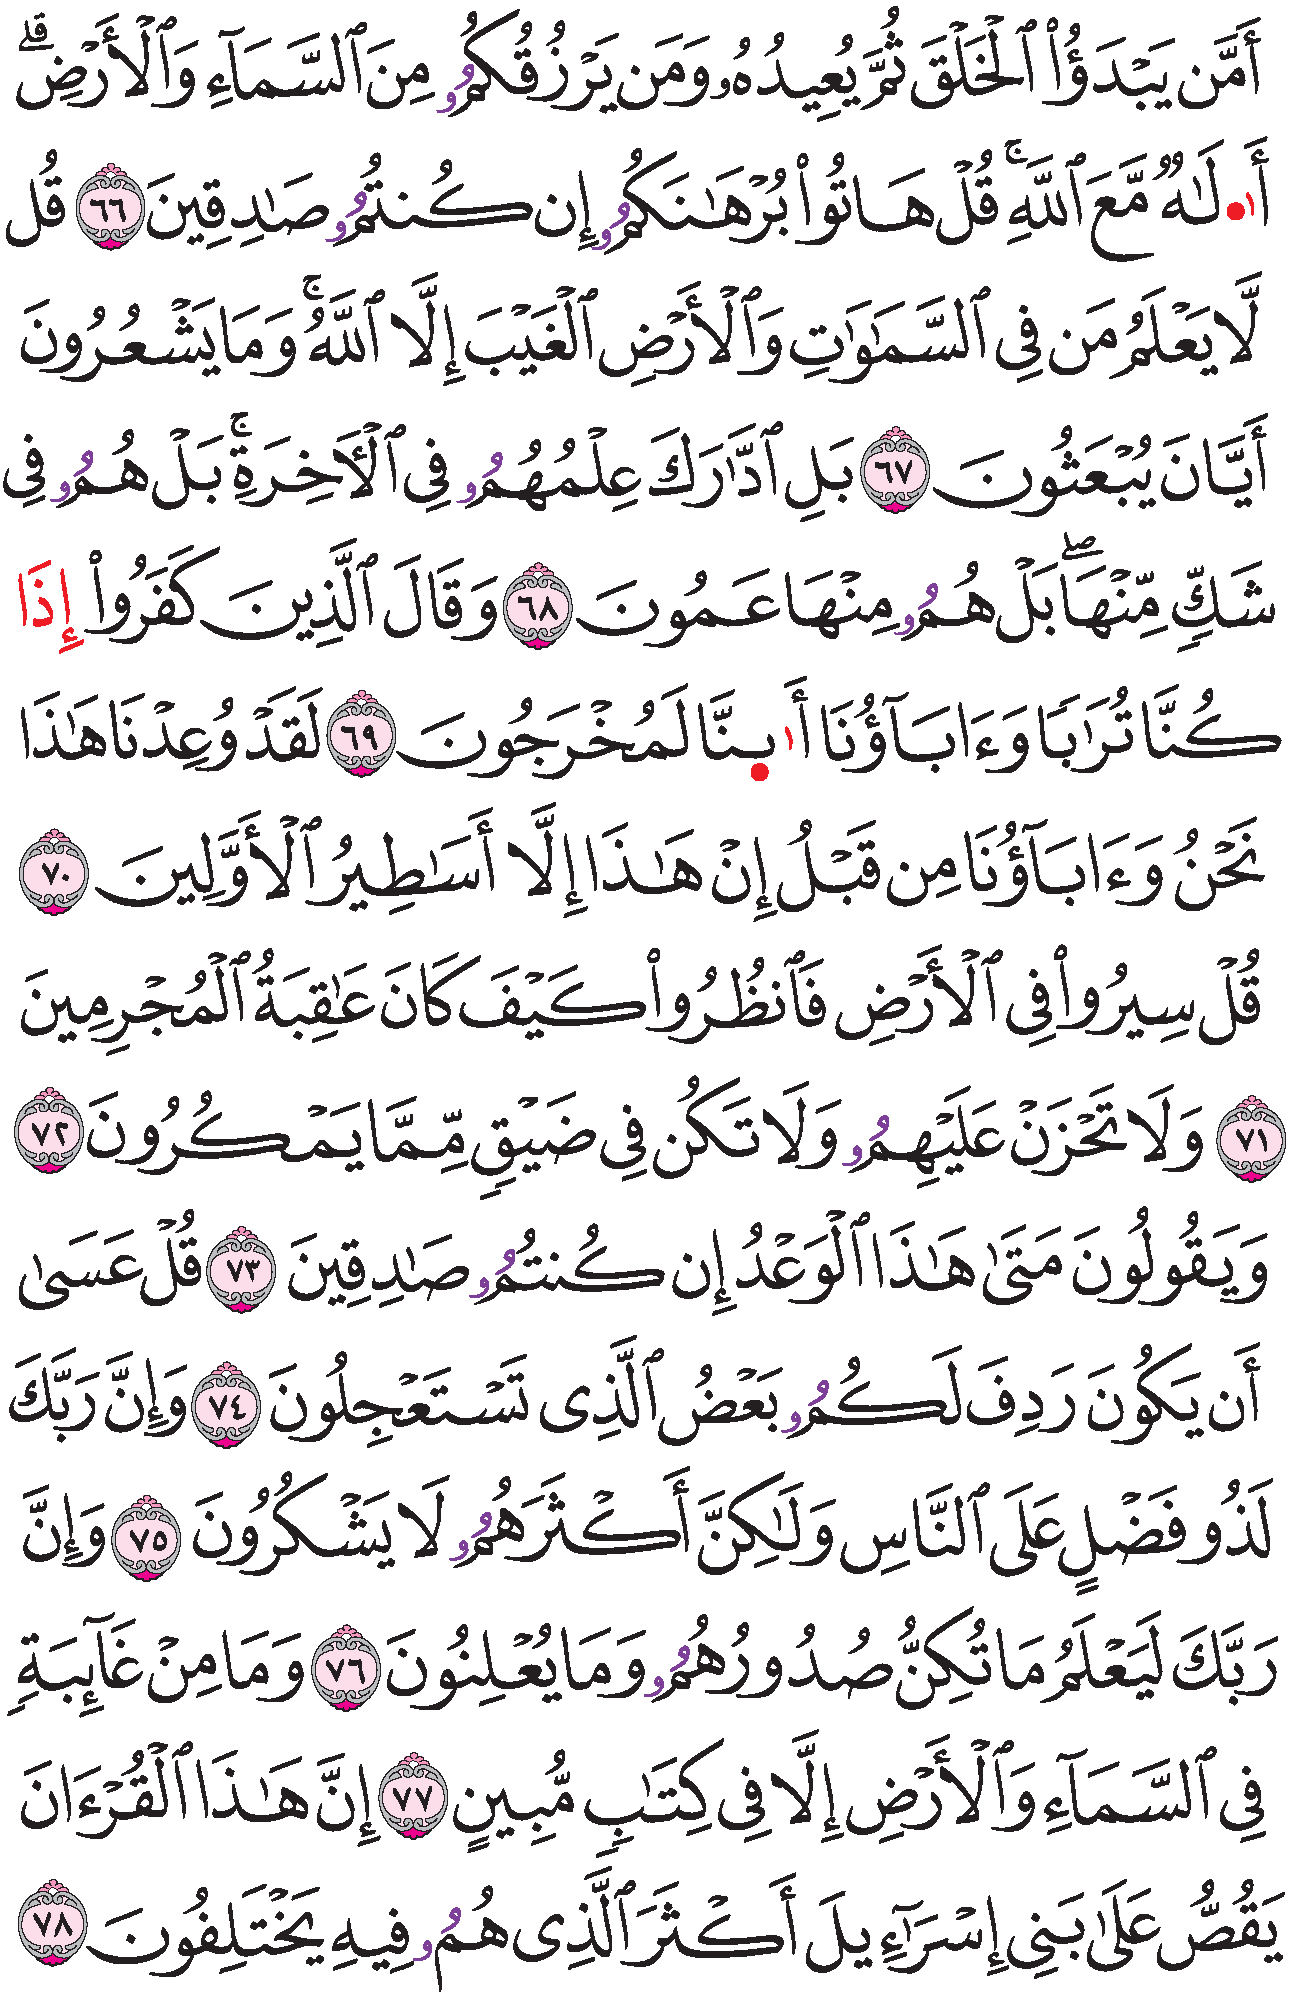 أَمَّن يَبۡدَؤُاْ ٱلۡخَلۡقَ ثُمَّ يُعِيدُهُۥ وَمَن يَرۡزُقُكُمُۥ مِنَ ٱلسَّمَآءِ وَٱلۡأَرۡضِۗ
أَ۰ٰلَٰهٞ مَّعَ ٱللَّهِۚ قُلۡ هَاتُواْ بُرۡهَٰنَكُمُۥ إِن كُنتُمُۥ صَٰدِقِينَ ٦٦ قُل
لَّا يَعۡلَمُ مَن فِي ٱلسَّمَٰوَٰتِ وَٱلۡأَرۡضِ ٱلۡغَيۡبَ إِلَّا ٱللَّهُۚ وَمَا يَشۡعُرُونَ
أَيَّانَ يُبۡعَثُونَ ٦٧ بَلِ ٱدَّٰرَكَ عِلۡمُهُمُۥ فِي ٱلۡأٓخِرَةِۚ بَلۡ هُمُۥ فِي
شَكّٖ مِّنۡهَاۖ بَلۡ هُمُۥ مِنۡهَا عَمُونَ ٦٨ وَقَالَ ٱلَّذِينَ كَفَرُواْ إِذَا
كُنَّا تُرَٰبٗا وَءَابَآؤُنَا أَاٜنَّا لَمُخۡرَجُونَ ٦٩ لَقَدۡ وُعِدۡنَا هَٰذَا
نَحۡنُ وَءَابَآؤُنَا مِن قَبۡلُ إِنۡ هَٰذَا إِلَّا أَسَٰطِيرُ ٱلۡأَوَّلِينَ ٧٠
قُلۡ سِيرُواْ فِي ٱلۡأَرۡضِ فَٱنظُرُواْ كَيۡفَ كَانَ عَٰقِبَةُ ٱلۡمُجۡرِمِينَ
٧١ وَلَا تَحۡزَنۡ عَلَيۡهِمُۥ وَلَا تَكُن فِي ضَيۡقٖ مِّمَّا يَمۡكُرُونَ ٧٢
وَيَقُولُونَ مَتَىٰ هَٰذَا ٱلۡوَعۡدُ إِن كُنتُمُۥ صَٰدِقِينَ ٧٣ قُلۡ عَسَىٰ
أَن يَكُونَ رَدِفَ لَكُمُۥ بَعۡضُ ٱلَّذِي تَسۡتَعۡجِلُونَ ٧٤ وَإِنَّ رَبَّكَ
لَذُو فَضۡلٍ عَلَى ٱلنَّاسِ وَلَٰكِنَّ أَكۡثَرَهُمُۥ لَا يَشۡكُرُونَ ٧٥ وَإِنَّ
رَبَّكَ لَيَعۡلَمُ مَا تُكِنُّ صُدُورُهُمُۥ وَمَا يُعۡلِنُونَ ٧٦ وَمَا مِنۡ غَآئِبَةٖ
فِي ٱلسَّمَآءِ وَٱلۡأَرۡضِ إِلَّا فِي كِتَٰبٖ مُّبِينٍ ٧٧ إِنَّ هَٰذَا ٱلۡقُرۡءَانَ
يَقُصُّ عَلَىٰ بَنِي إِسۡرَآءِيلَ أَكۡثَرَ ٱلَّذِي هُمُۥ فِيهِ يَخۡتَلِفُونَ ٧٨